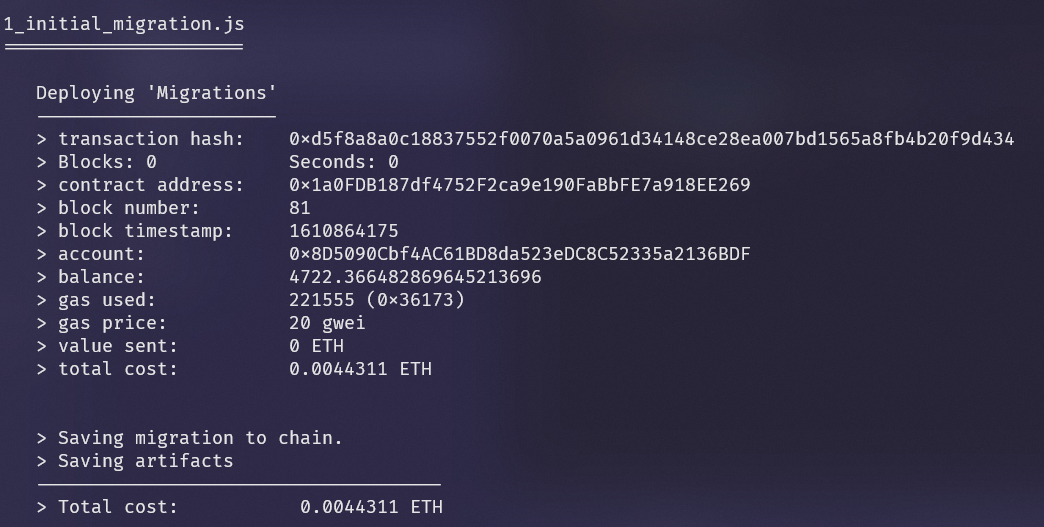 1_initial_migration.js
======================
Deploying 'Migrations'
----------------------
> transaction hash:    0xd5f8a8a0c18837552f0070a5a0961d34148ce28ea007bd1565a8fb4b20f9d434
> Blocks: 0            Seconds: 0
> contract address:    0x1a0FDB187df4752F2ca9e190FaBbFE7a918EE269
> block number:        81
> block timestamp:     1610864175
> account:             0x8D5090Cbf4AC61BD8da523eDC8C52335a2136BDF
> balance:             4722.366482869645213696
> gas used:            221555 (0x36173)
> gas price:           20 gwei
> value sent:          0 ETH
> total cost:          0.0044311 ETH
> Saving migration to chain.
> Saving artifacts
-------------------------------------
> Total cost:           0.0044311 ETH